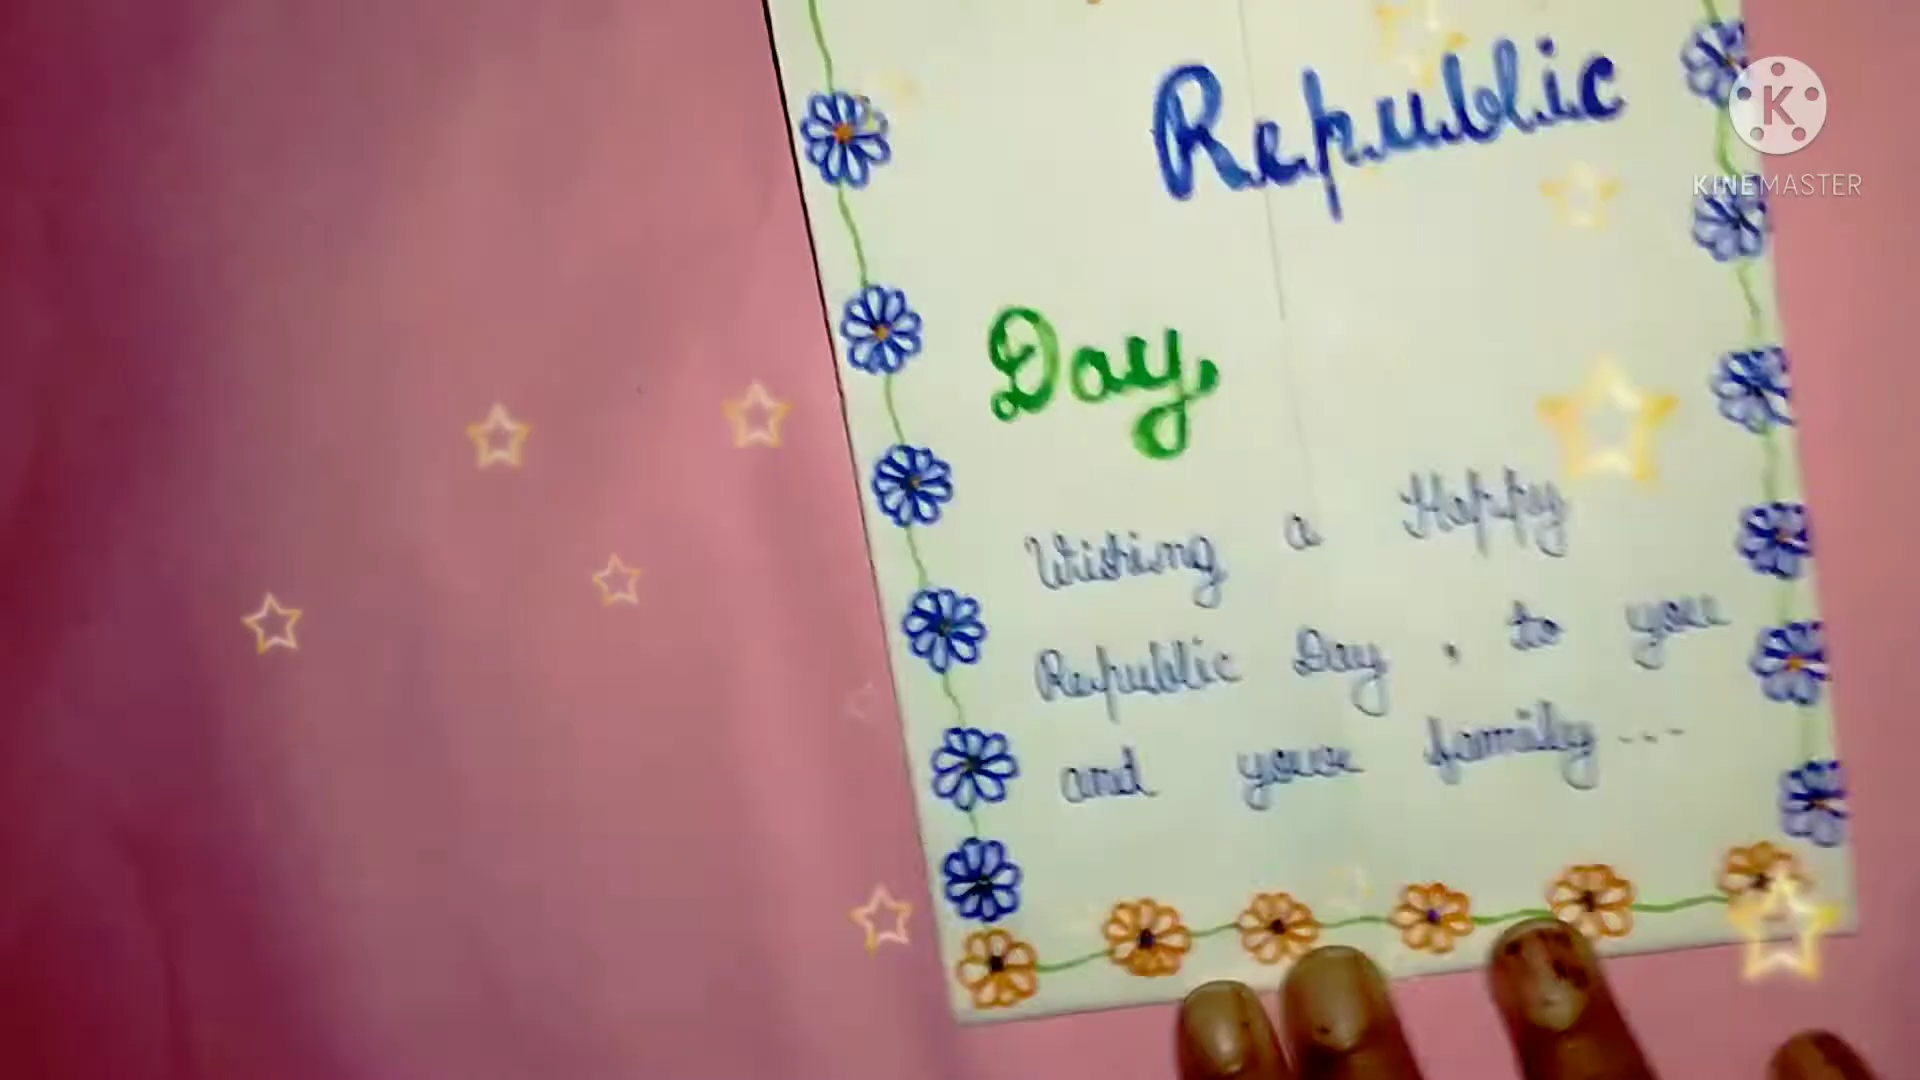 Republic
KINEMASTER
Day
Wishing a Happy
Republic Day, to you
and your family...